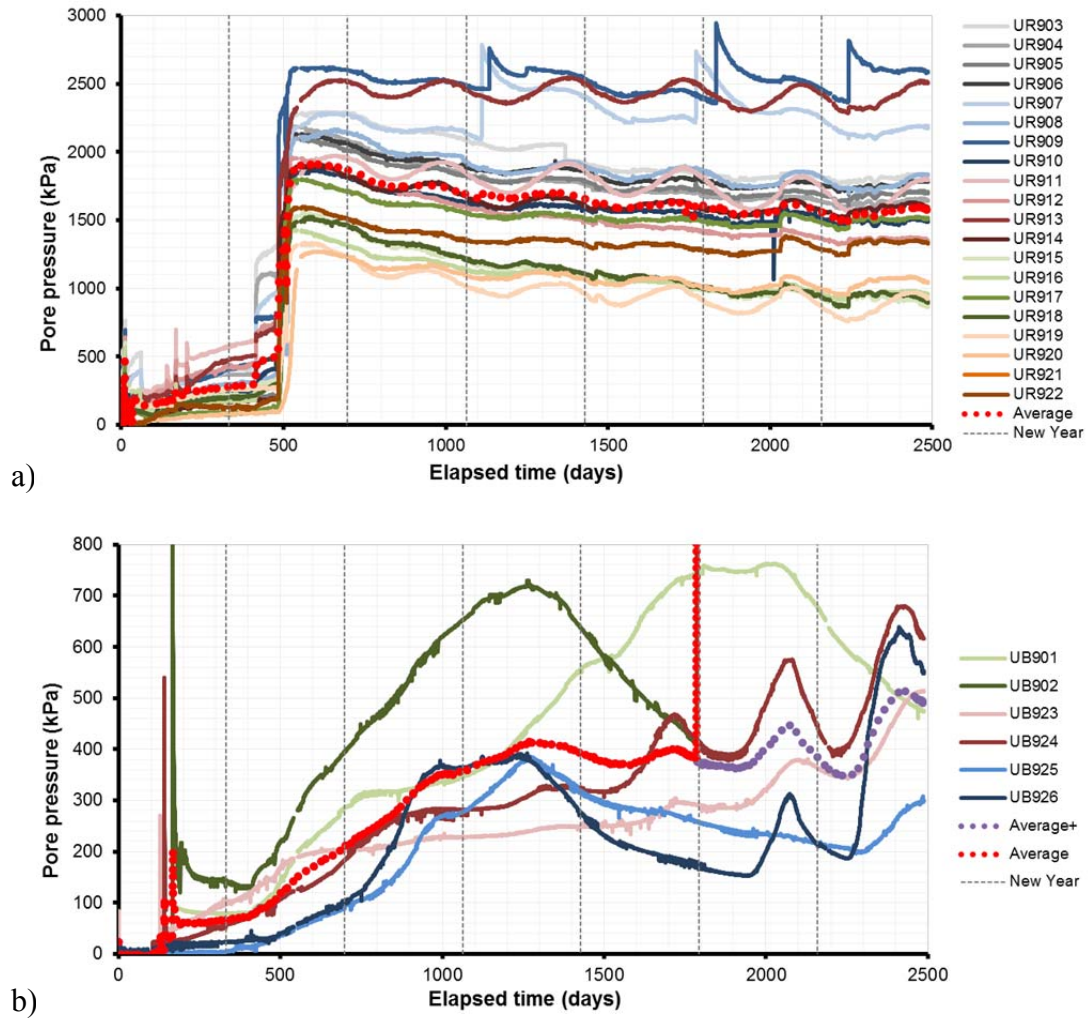 3000
2500
2000
1500
1000
500
0
Pore pressure (kPa)
0 500 1000 1500 2000 2500
Elapsed time (days)
UR903
UR904
UR905
UR906
UR907
UR908
UR909
UR910
UR911
UR912
UR913
UR914
UR915
UR916
UR917
UR918
UR919
UR920
UR921
UR922
Average
New Year
a)
800
700
600
500
400
300
200
100
0
Pore pressure (kPa)
0 500 1000 1500 2000 2500
Elapsed time (days)
UB901
UB902
UB923
UB924
UB925
UB926
Average+
Average
New Year
b)